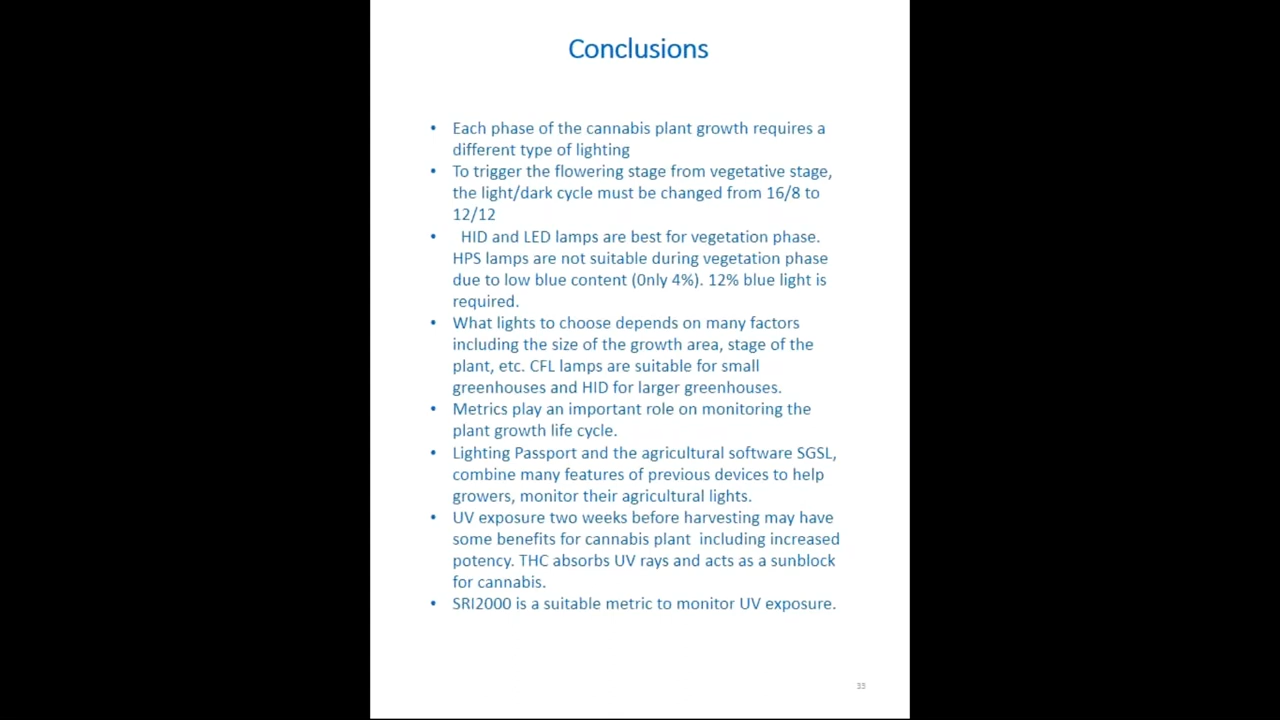 Conclusions
• Each phase of the cannabis plant growth requires a
different type of lighting
• To trigger the flowering stage from vegetative stage,
the light/dark cycle must be changed from 16/8 to
12/12
• HID and LED lamps are best for vegetation phase.
HPS lamps are not suitable during vegetation phase
due to low blue content (0nly 4%). 12% blue light is
required.
• What lights to choose depends on many factors
including the size of the growth area, stage of the
plant, etc. CFL lamps are suitable for small
greenhouses and HID for larger greenhouses.
• Metrics play an important role on monitoring the
plant growth life cycle.
• Lighting Passport and the agricultural software SGSL,
combine many features of previous devices to help
growers, monitor their agricultural lights.
• UV exposure two weeks before harvesting may have
some benefits for cannabis plant including increased
potency. THC absorbs UV rays and acts as a sunblock
for cannabis.
• SRI2000 is a suitable metric to monitor UV exposure.